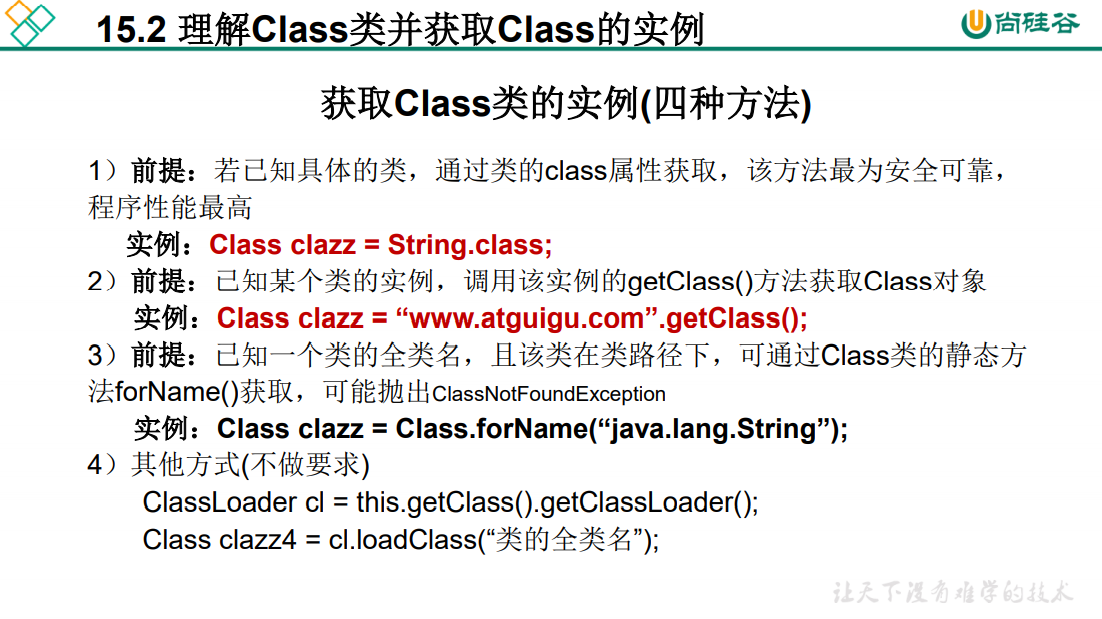 15.2 理解Class类并获取Class的实例
尚硅谷
获取Class类的实例(四种方法)
1）前提：若已知具体的类，通过类的class属性获取，该方法最为安全可靠，
程序性能最高
实例：Class clazz = String.class;
2）前提：已知某个类的实例，调用该实例的getClass()方法获取Class对象
实例：Class clazz = “www.atguigu.com”.getClass();
3）前提：已知一个类的全类名，且该类在类路径下，可通过Class类的静态方
法forName()获取，可能抛出ClassNotFoundException
实例：Class clazz = Class.forName(“java.lang.String”);
4）其他方式(不做要求)
ClassLoader cl = this.getClass().getClassLoader();
Class clazz4 = cl.loadClass(“类的全类名”);
让天下没有难学的技术